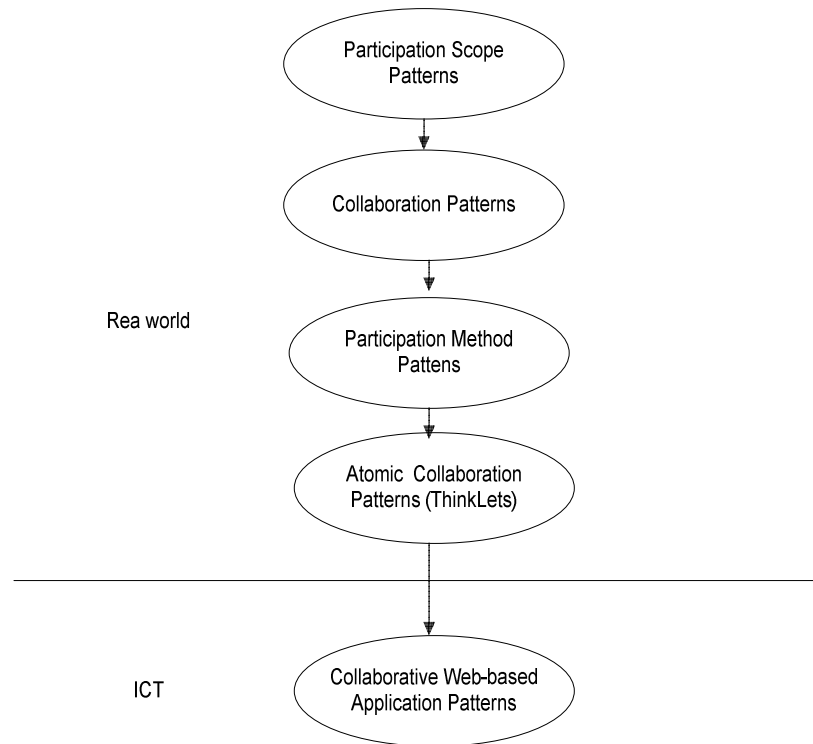 Participation Scope
Patterns
Collaboration Patterns
Rea world
Participation Method
Pattens
Atomic Collaboration
Patterns (ThinkLets)
ICT
Collaborative Web-based
Application Patterns